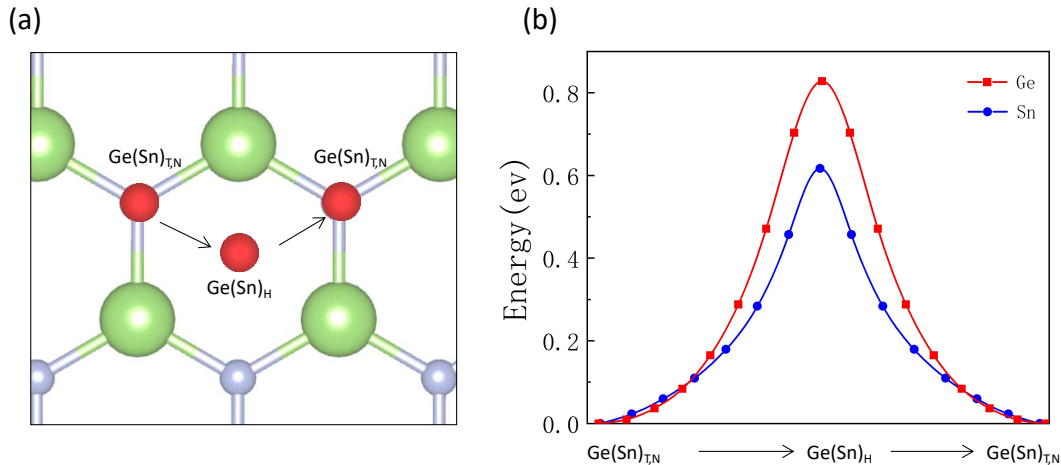 (a)
Ge(Sn)T,N
Ge(Sn)T,N
Ge(Sn)H
(b)
Energy(ev)
0.8
0.6
0.4
0.2
0.0
Ge
Sn
Ge(Sn)T,N
Ge(Sn)H
Ge(Sn)T,N